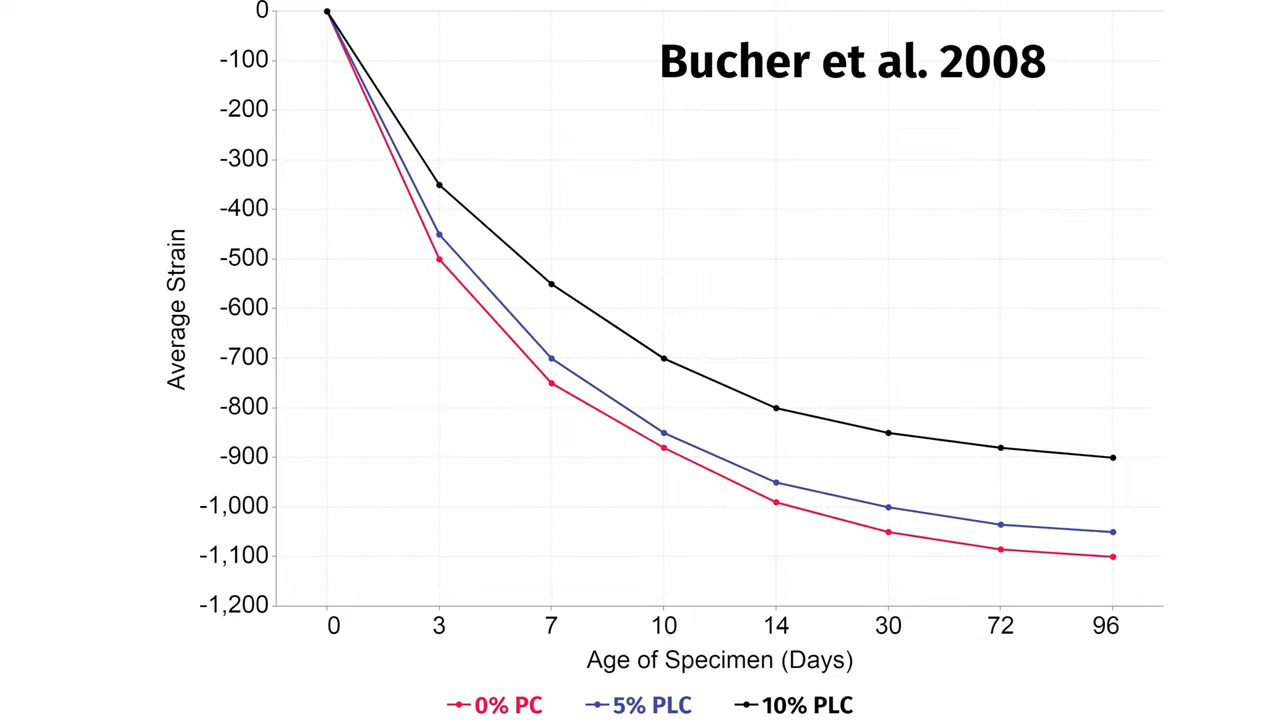 Bucher et al. 2008
0
-100
-200
-300
-400
-500
-600
-700
-800
-900
-1,000
-1,100
-1,200
Average Strain
0 3 7 10 14 30 72 96
Age of Specimen (Days)
0% PC 5% PLC 10% PLC